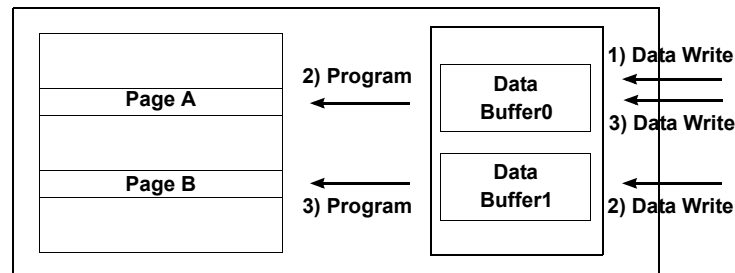 1) Data Write
2) Program
Data
Buffer0
Page A
3) Data Write
Data
Buffer1
Page B
3) Program
2) Data Write